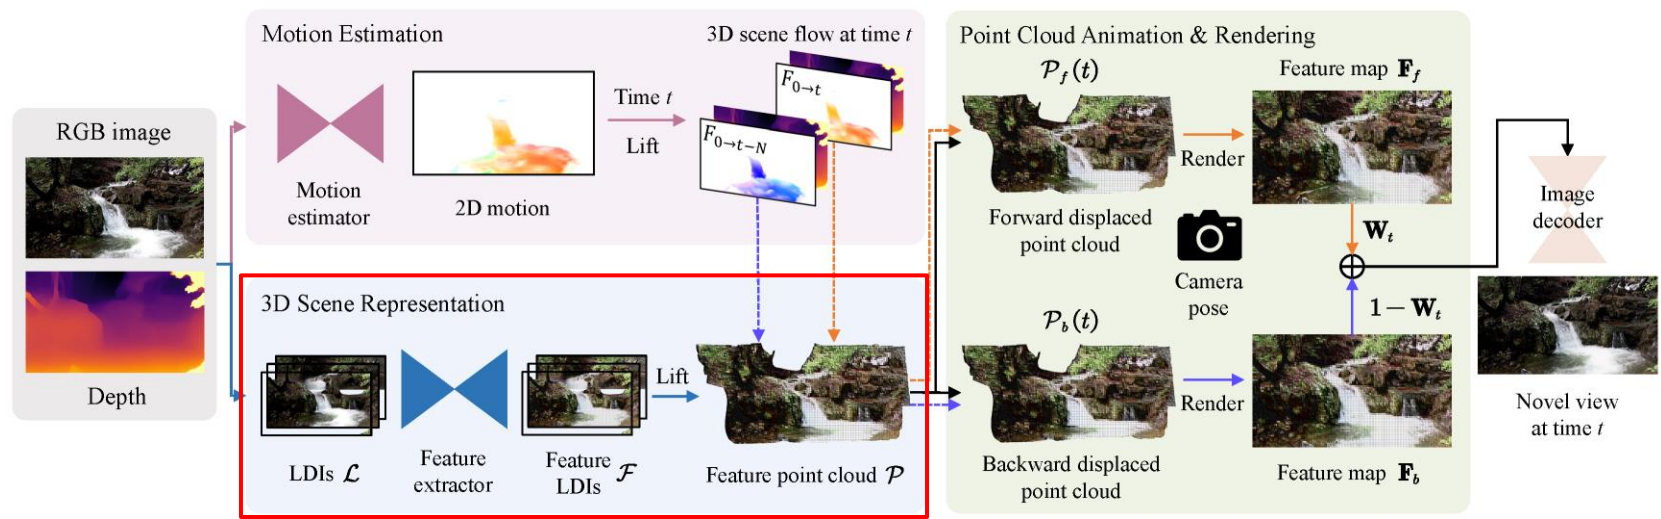 RGB image
Depth
Motion Estimation
Motion
estimator
2D motion
Time t
Lift
3D scene flow at time t
F₀→t
F₀→t−N
3D Scene Representation
LDIs ℒ
Feature
extractor
Feature ℱ
LDIs
Lift
Feature point cloud 𝒫
Point Cloud Animation & Rendering
𝒫f(t)
Forward displaced
point cloud
Render
Feature map 𝐅f
Camera
pose
𝒫b(t)
Backward displaced
point cloud
Render
Feature map 𝐅b
𝐖t
1 − 𝐖t
Image
decoder
Novel view
at time t